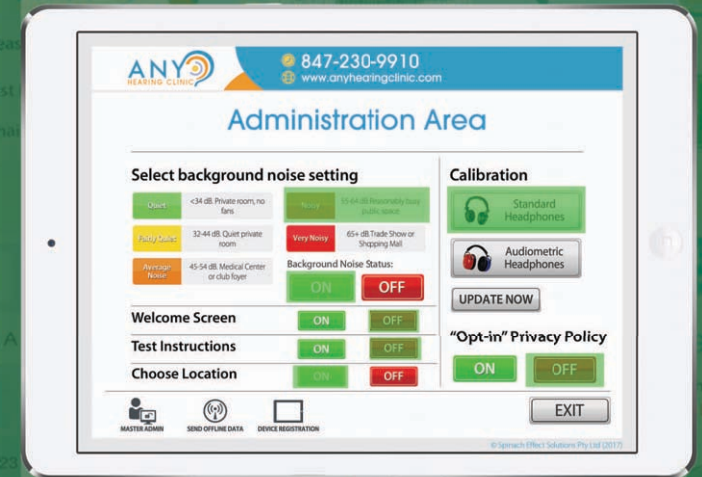 ANY
HEARING CLINIC
847-230-9910
www.anyhearingclinic.com
Administration Area
Select background noise setting
Quiet
<34 dB. Private room, no
fans
Noisy
55-64 dB Reasonably busy
public space
Fairly Quiet
32-44 dB. Quiet private
room
Very Noisy
65+ dB Trade Show or
Shopping Mall
Average
Noise
45-54 dB. Medical Center
or club foyer
Background Noise Status:
ON
OFF
Welcome Screen
ON
OFF
Test Instructions
ON
OFF
Choose Location
ON
OFF
Calibration
Standard
Headphones
Audiometric
Headphones
UPDATE NOW
"Opt-in" Privacy Policy
ON
OFF
MASTER ADMIN
SEND OFFLINE DATA
DEVICE REGISTRATION
EXIT
© Spinach Effect Solutions Pty Ltd (2017)